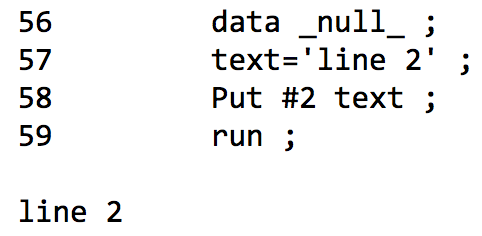 56 data _null_ ;
57 text='line 2' ;
58 Put #2 text ;
59 run ;
line 2